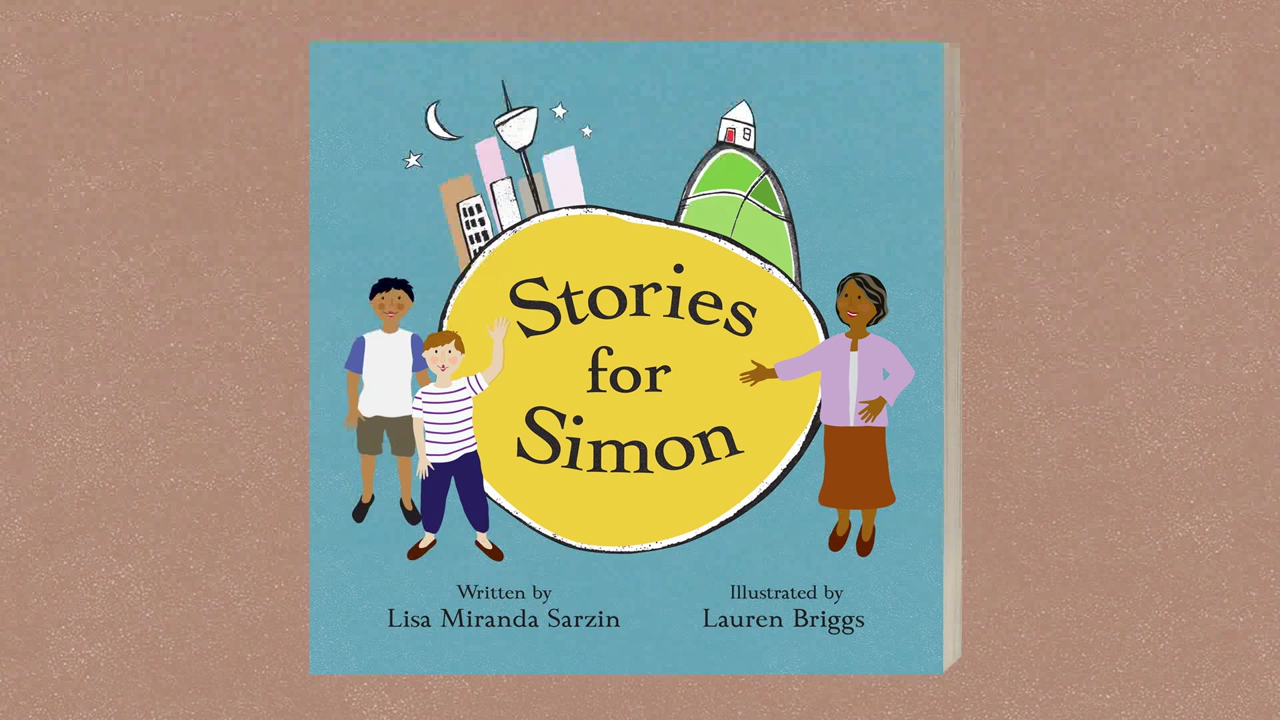 Stories
for
Simon
Written by
Lisa Miranda Sarzin
Illustrated by
Lauren Briggs